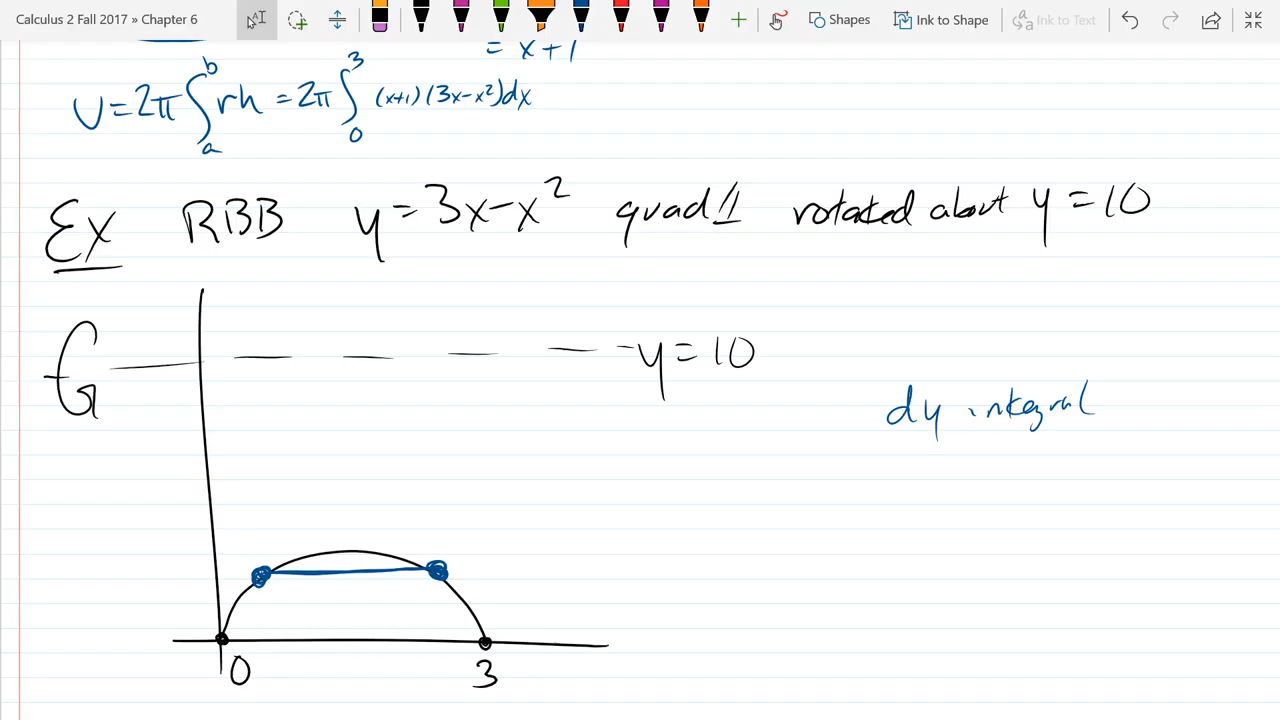 Calculus 2 Fall 2017 » Chapter 6
Shapes Ink to Shape Ink to Text
= x+1
V = 2π ∫_a^b rh = 2π ∫_0^3 (x+1)(3x-x²)dx
Ex RBB y = 3x-x² quad 1 rotated about y = 10
y = 10
G
dy integral
0 3